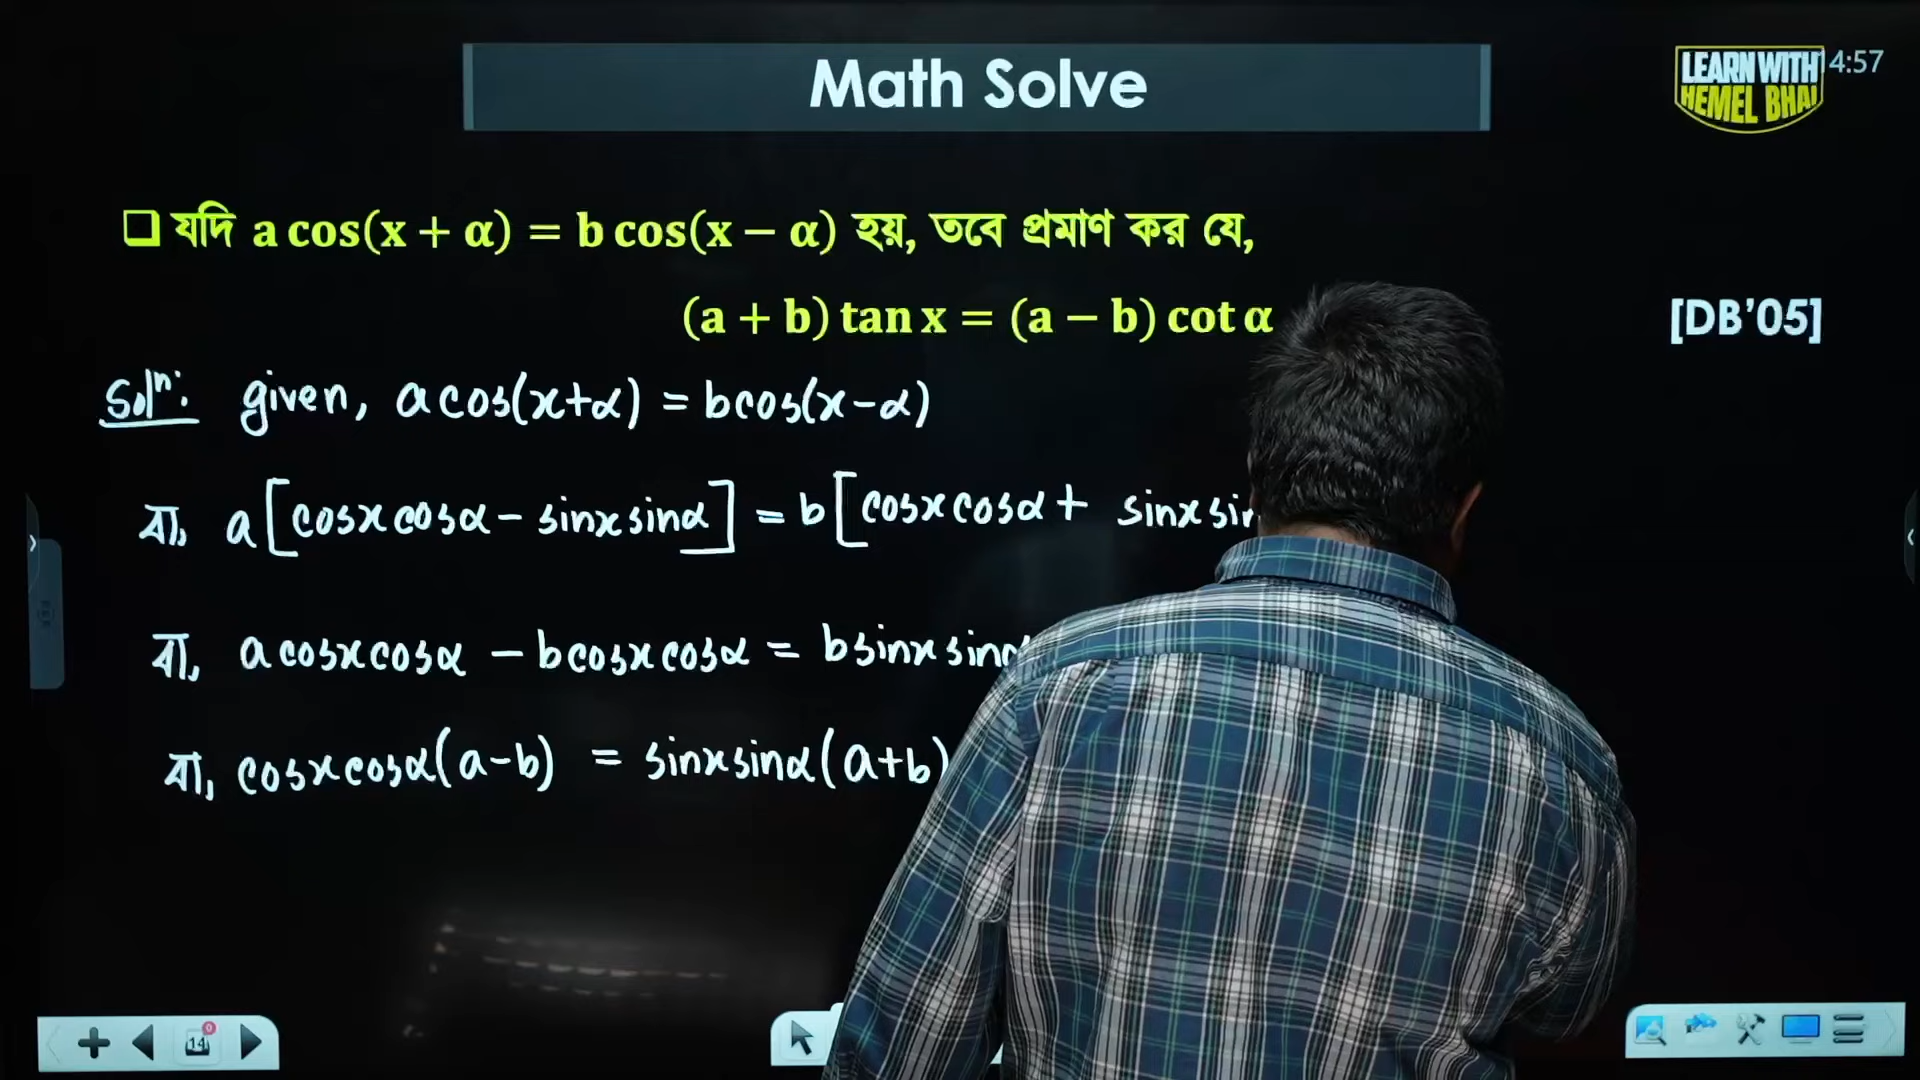 Math Solve
LEARN WITH
HEMEL BHAI
4:57
❑ যদি a cos(x + α) = b cos(x − α) হয়, তবে প্রমাণ কর যে,
(a + b) tan x = (a − b) cot α
[DB’05]
Solⁿ: given, a cos(x+α) = b cos(x-α)
বা, a[cosx cosα - sinx sinα] = b[cosx cosα + sinx
বা, a cosx cosα - b cosx cosα = b sinx
বা, cosx cosα(a-b) = sinx sinα(a+b)
0
14